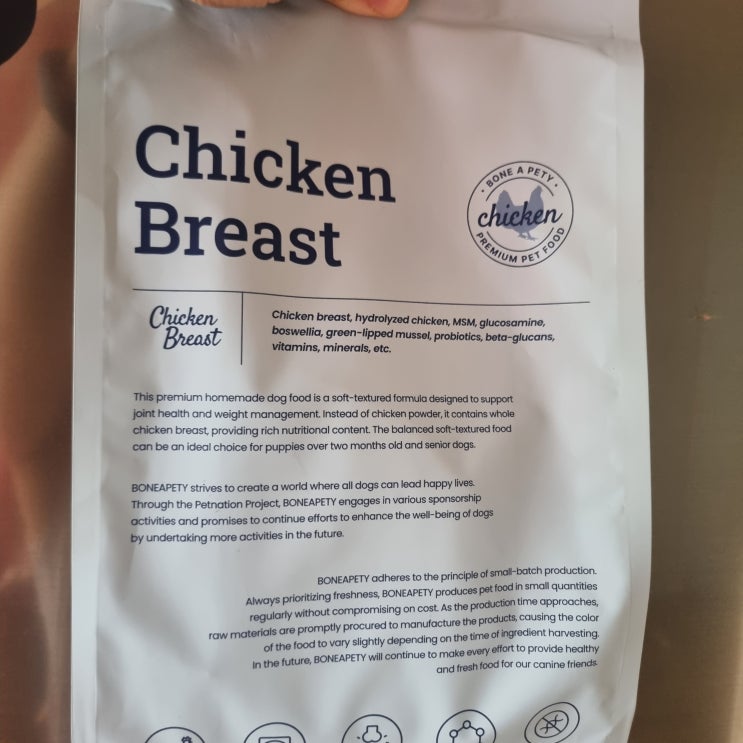 Chicken
Breast
BONE A PETY
chicken
PREMIUM PET FOOD
Chicken
Breast
Chicken breast, hydrolyzed chicken, MSM, glucosamine,
boswellia, green-lipped mussel, probiotics, beta-glucans,
vitamins, minerals, etc.
This premium homemade dog food is a soft-textured formula designed to support
joint health and weight management. Instead of chicken powder, it contains whole
chicken breast, providing rich nutritional content. The balanced soft-textured food
can be an ideal choice for puppies over two months old and senior dogs.
BONEAPETY strives to create a world where all dogs can lead happy lives.
Through the Petnation Project, BONEAPETY engages in various sponsorship
activities and promises to continue efforts to enhance the well-being of dogs
by undertaking more activities in the future.
BONEAPETY adheres to the principle of small-batch production.
Always prioritizing freshness, BONEAPETY produces pet food in small quantities
regularly without compromising on cost. As the production time approaches,
raw materials are promptly procured to manufacture the products, causing the color
of the food to vary slightly depending on the time of ingredient harvesting.
In the future, BONEAPETY will continue to make every effort to provide healthy
and fresh food for our canine friends.